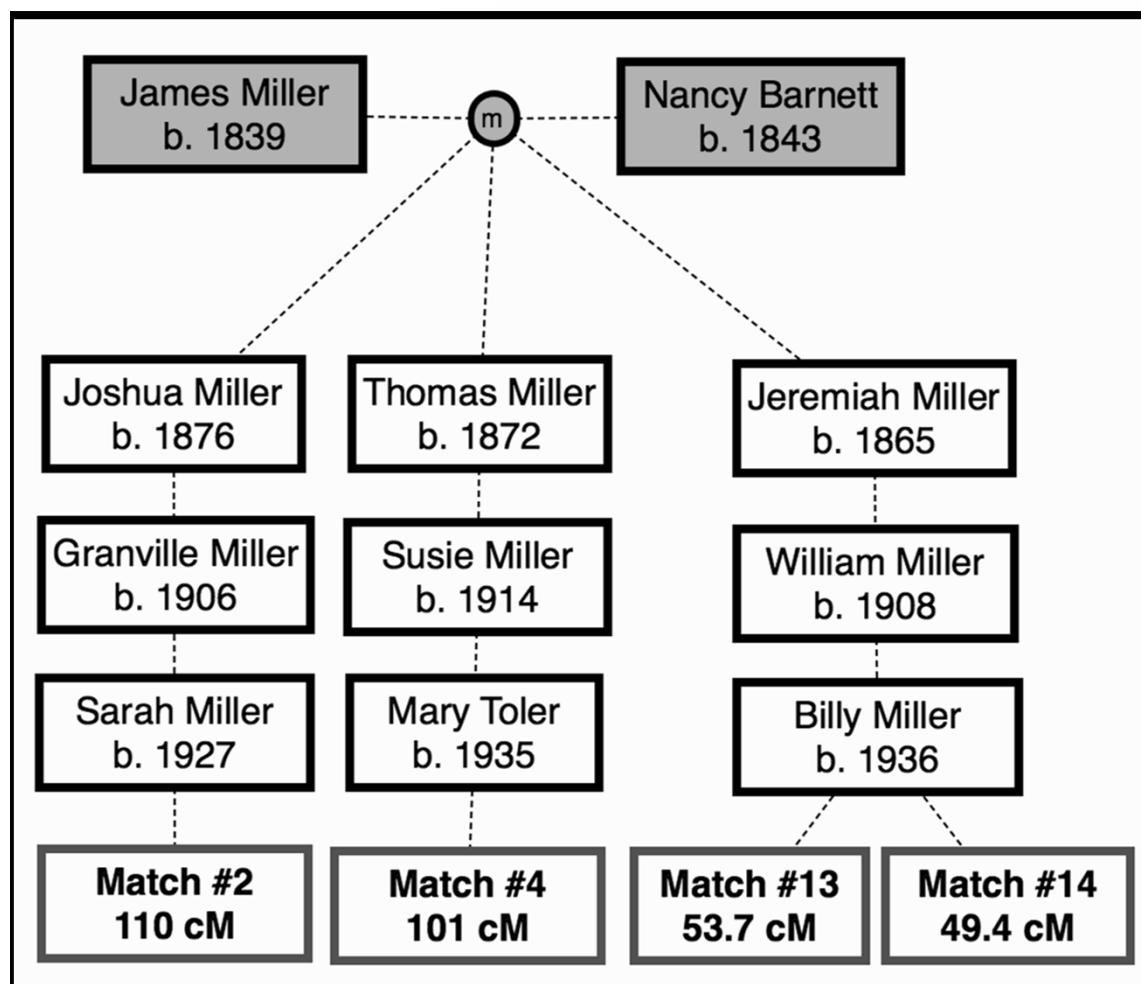 James Miller
b. 1839
m
Nancy Barnett
b. 1843
Joshua Miller
b. 1876
Thomas Miller
b. 1872
Jeremiah Miller
b. 1865
Granville Miller
b. 1906
Susie Miller
b. 1914
William Miller
b. 1908
Sarah Miller
b. 1927
Mary Toler
b. 1935
Billy Miller
b. 1936
Match #2
110 cM
Match #4
101 cM
Match #13
53.7 cM
Match #14
49.4 cM